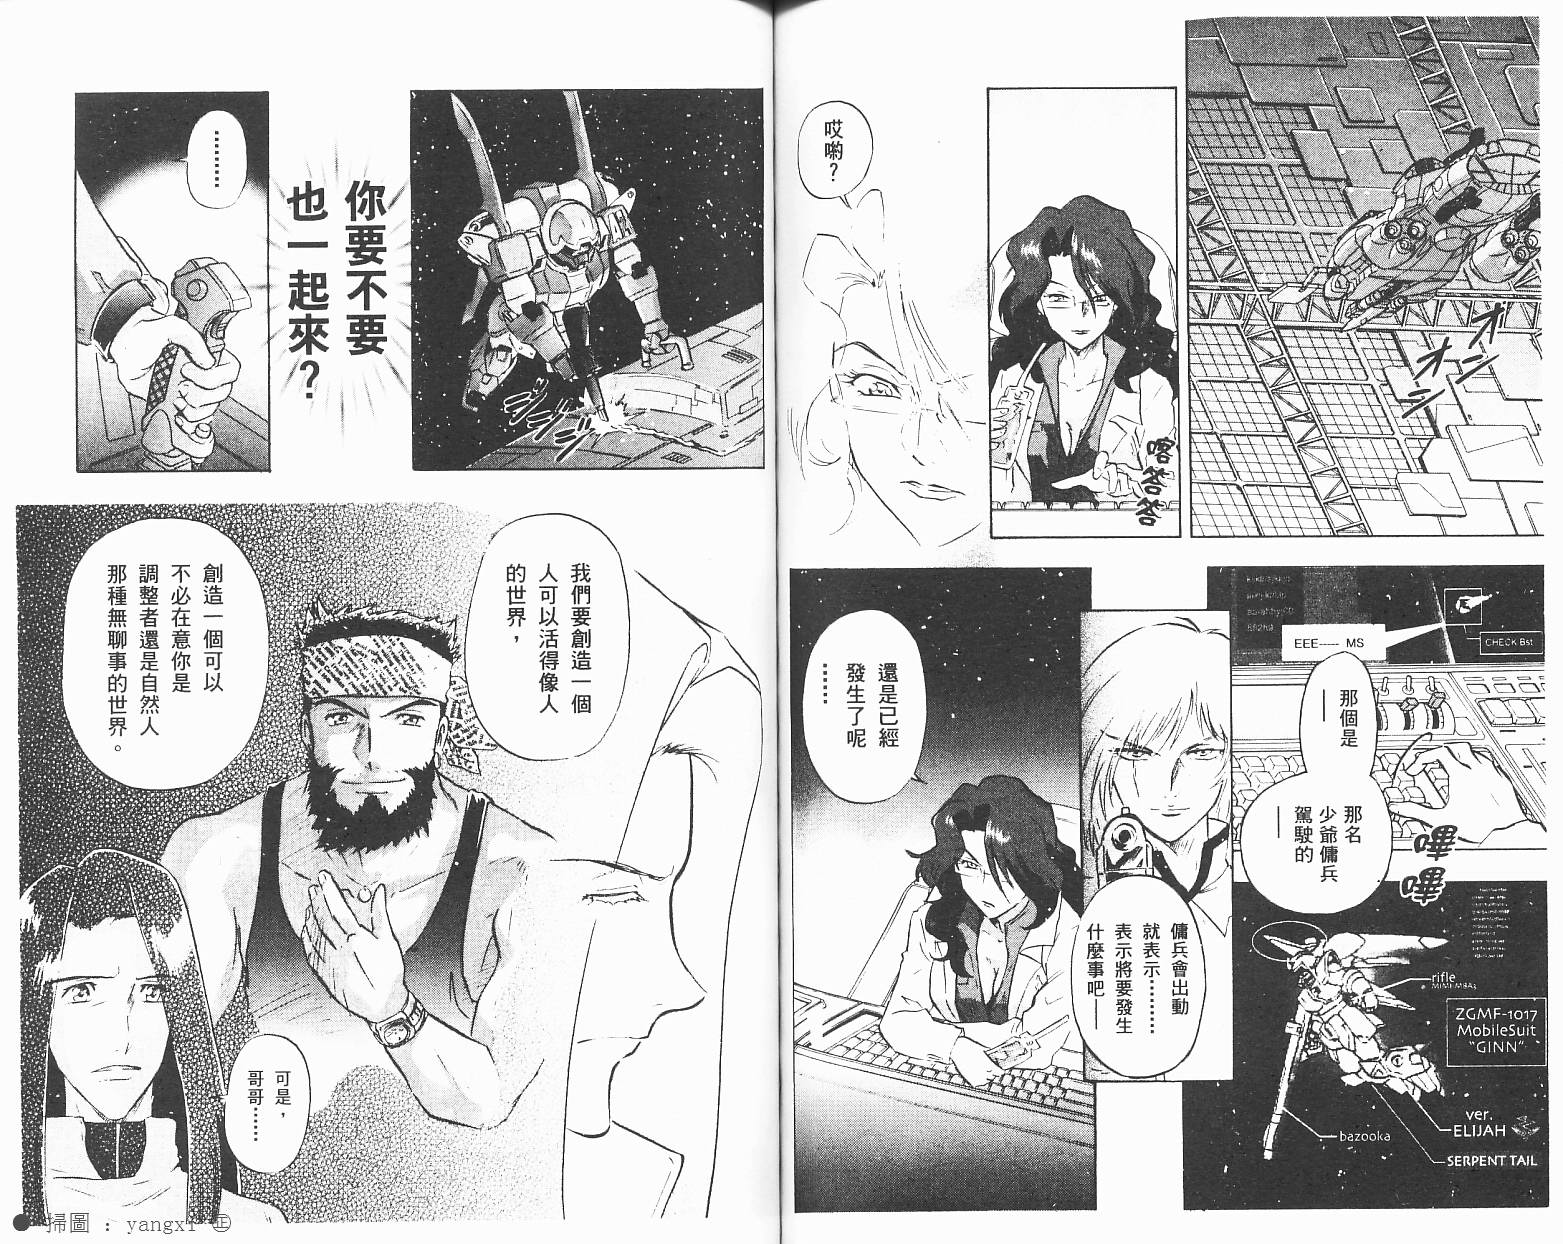 哎
喲?
喀答答
EEE----- MS
CHECK Bst
那個是
——
那名
少爺傭兵
駕駛的
——
嗶嗶
rifle
ZGMF-1017
MobileSuit
"GINN"
ver.
ELIJAH
SERPENT TAIL
bazooka
傭兵會出動
就表示………
表示將要發生
什麼事吧——
還是已經
發生了呢
……
你要不要
也一起來?
………
我們要創造一個
人可以活得像人
的世界,
創造一個可以
不必在意你是
調整者還是自然人
那種無聊事的世界。
可是,
哥哥……
● 掃圖 : yangxi ㊣